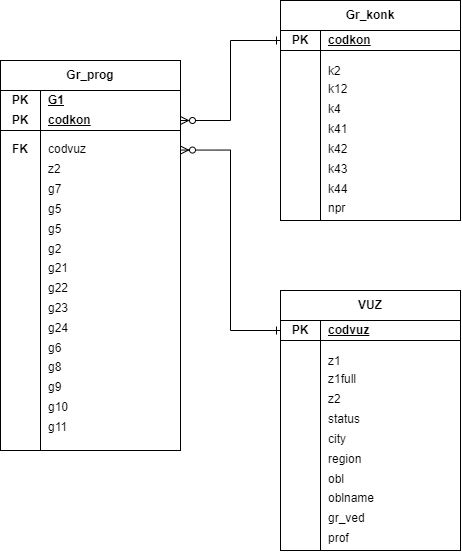 Gr_konk
PK codkon
k2
k12
k4
k41
k42
k43
k44
npr
Gr_prog
PK G1
PK codkon
FK codvuz
z2
g7
g5
g5
g2
g21
g22
g23
g24
g6
g8
g9
g10
g11
VUZ
PK codvuz
z1
z1full
z2
status
city
region
obl
oblname
gr_ved
prof